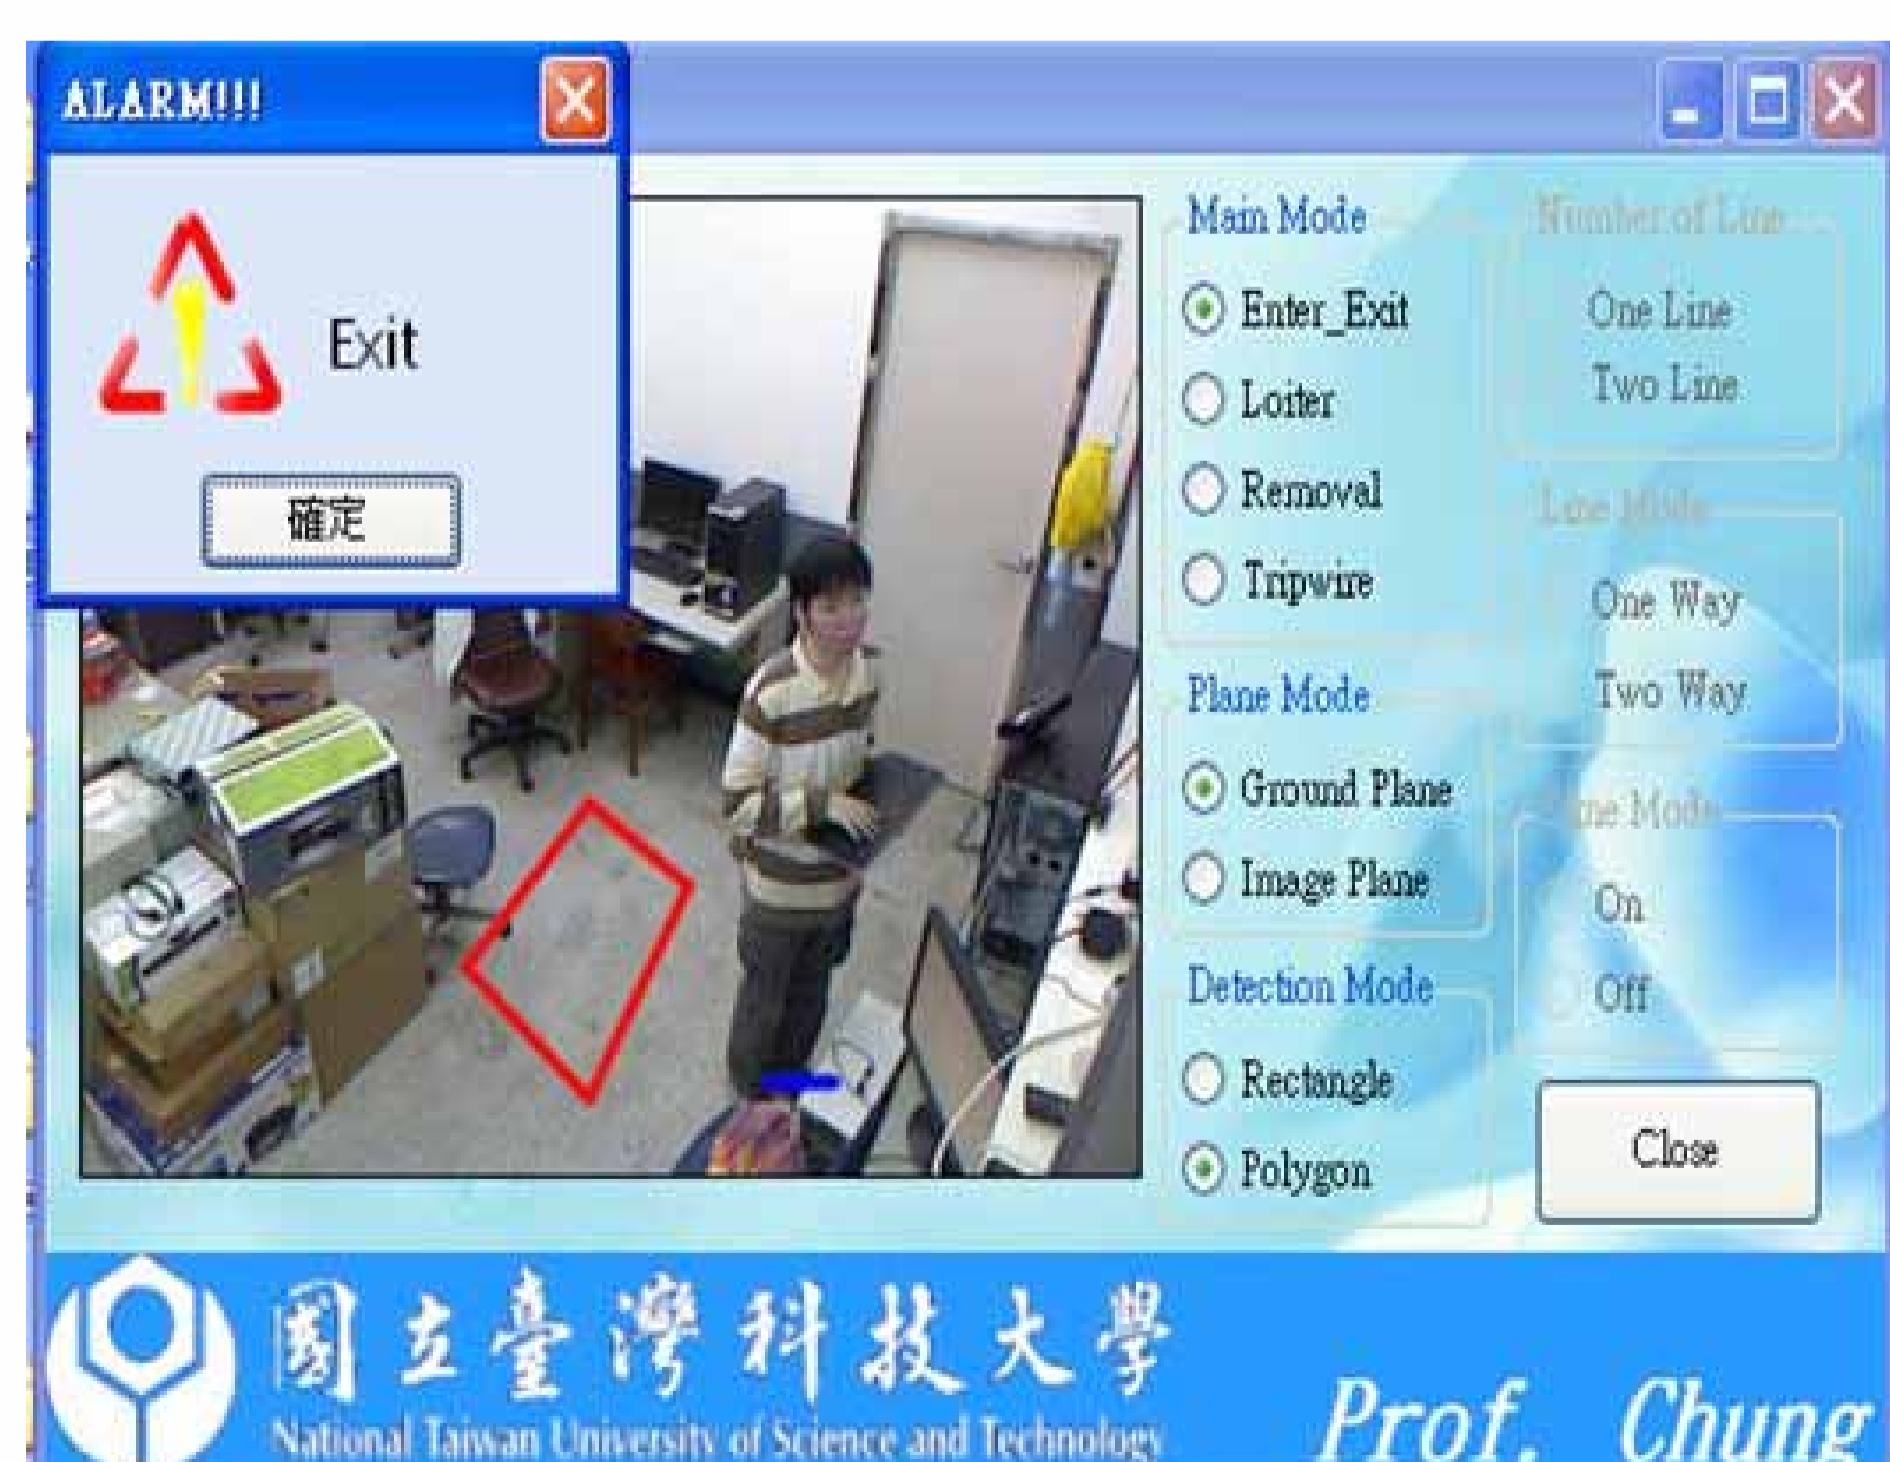 ALARM!!!
Exit
確定
Main Mode
Enter_Exit
Loiter
Removal
Tripwire
Plane Mode
Ground Plane
Image Plane
Detection Mode
Rectangle
Polygon
Number of Line
One Line
Two Line
Line Mode
One Way
Two Way
Mode
On
Off
Close
國立臺灣科技大學
National Taiwan University of Science and Technology
Prof. Chung